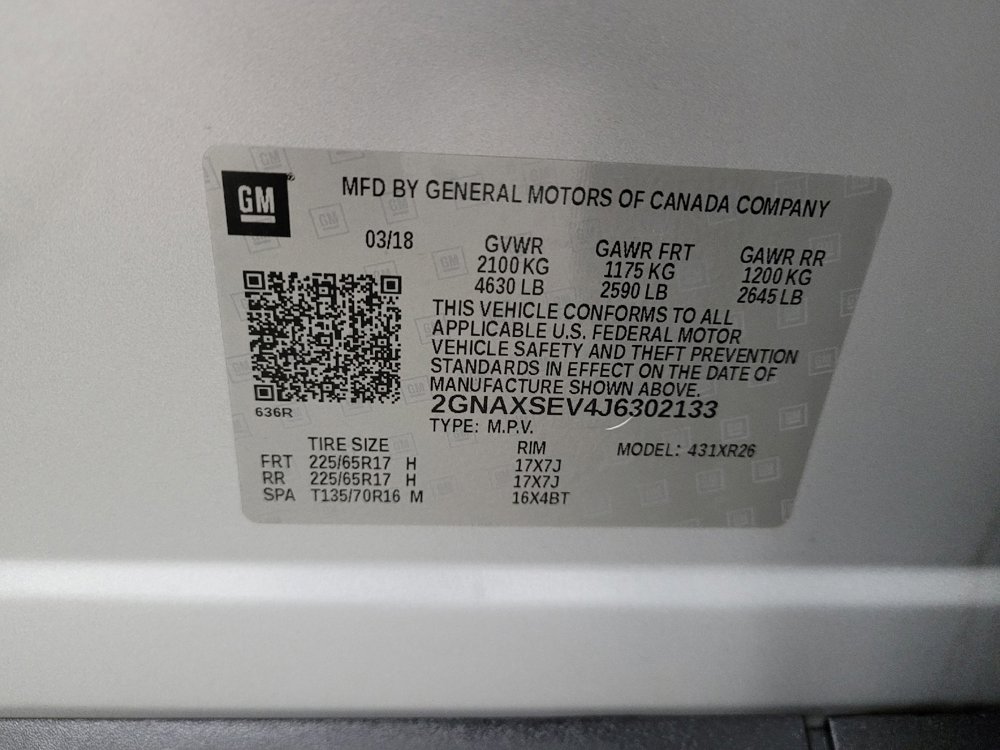 GM
MFD BY GENERAL MOTORS OF CANADA COMPANY
03/18 GVWR GAWR FRT GAWR RR
2100 KG 1175 KG 1200 KG
4630 LB 2590 LB 2645 LB
THIS VEHICLE CONFORMS TO ALL
APPLICABLE U.S. FEDERAL MOTOR
VEHICLE SAFETY AND THEFT PREVENTION
STANDARDS IN EFFECT ON THE DATE OF
MANUFACTURE SHOWN ABOVE.
636R
2GNAXSEV4J6302133
TYPE: M.P.V.
TIRE SIZE RIM MODEL: 431XR26
FRT 225/65R17 H 17X7J
RR 225/65R17 H 17X7J
SPA T135/70R16 M 16X4BT